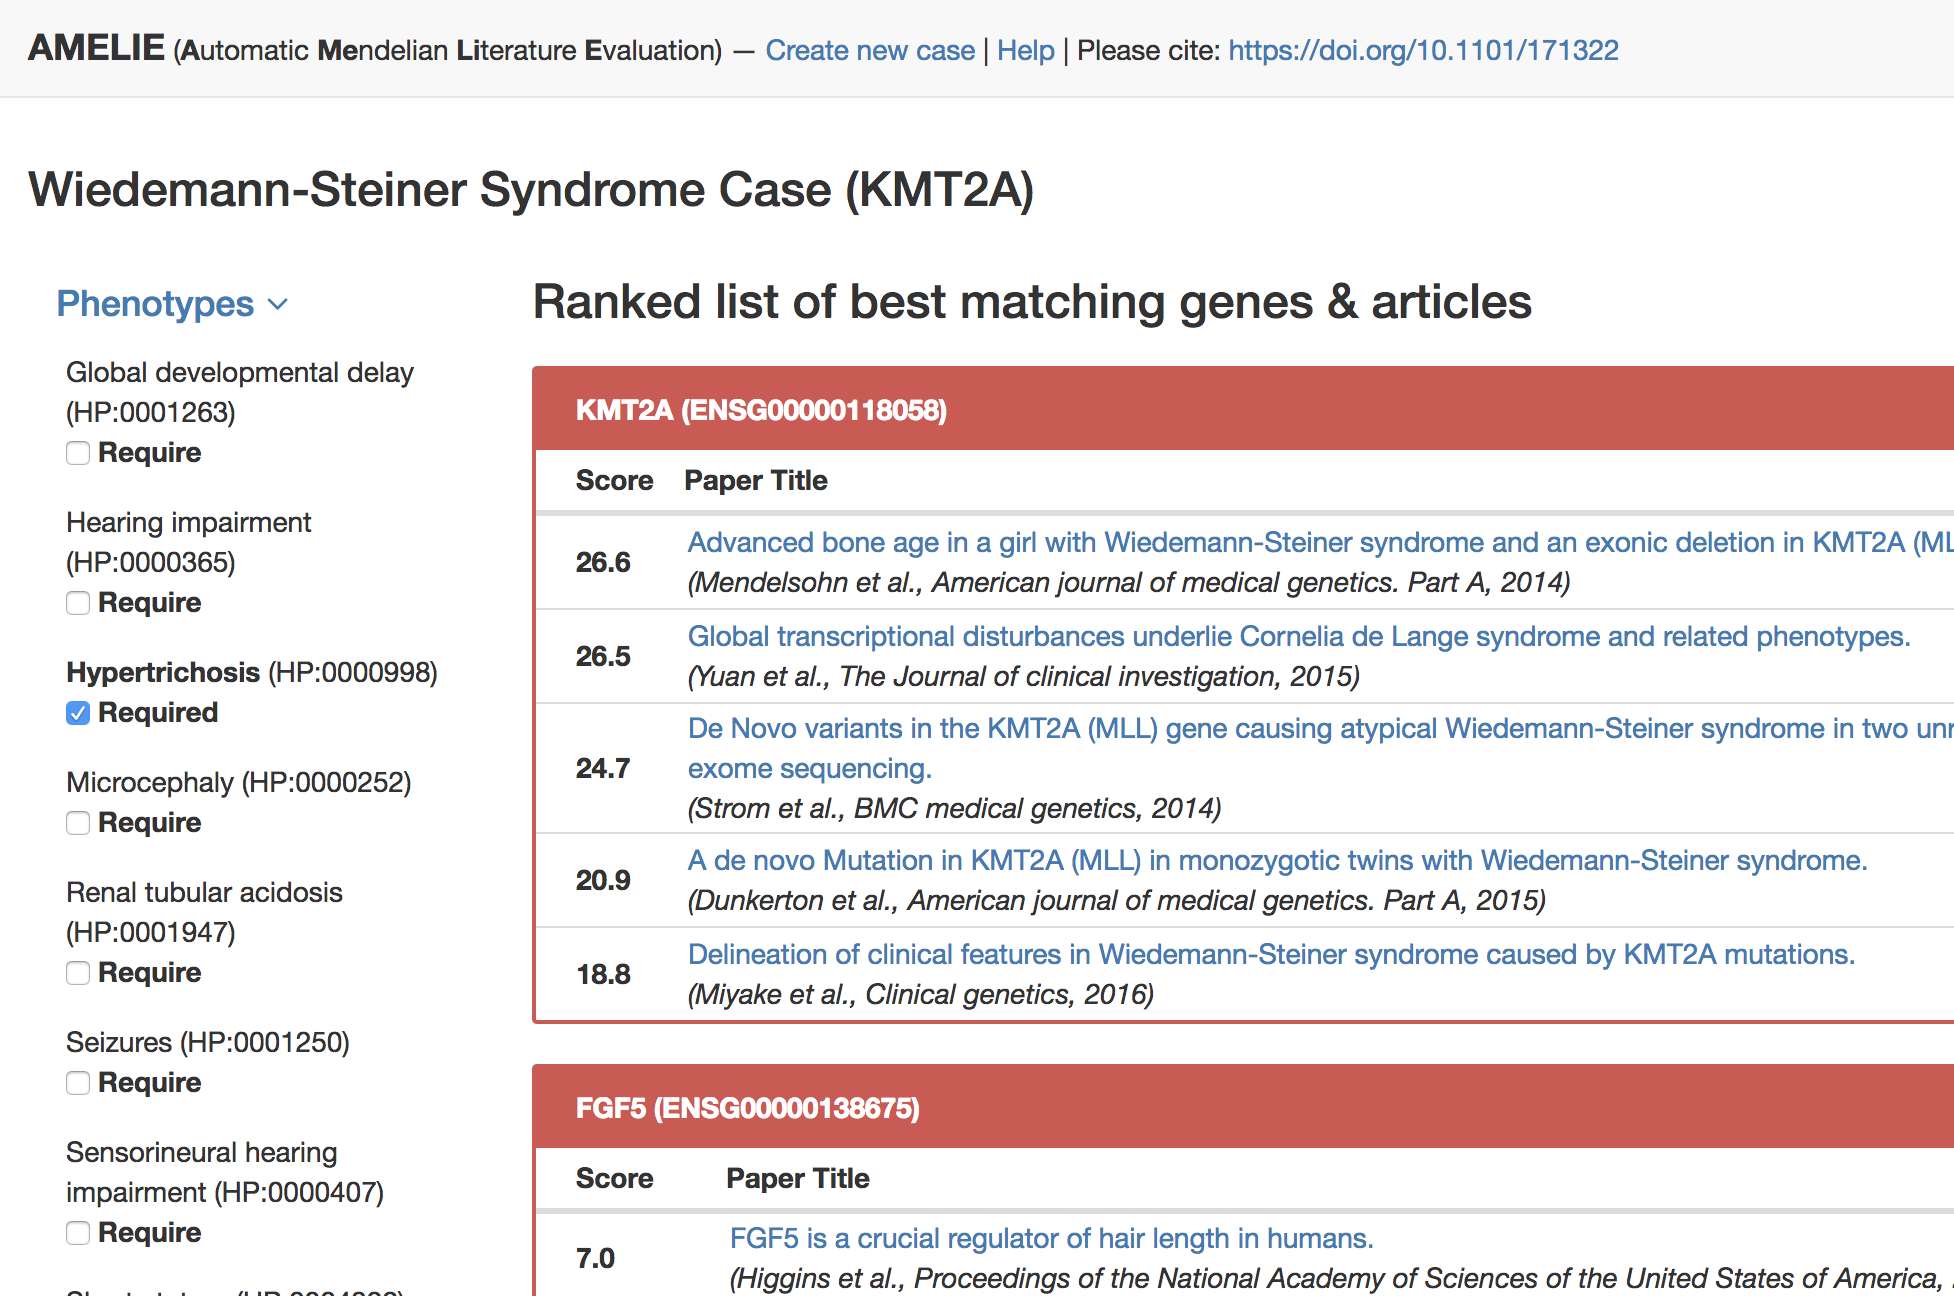 AMELIE (Automatic Mendelian Literature Evaluation) — Create new case | Help | Please cite: https://doi.org/10.1101/171322
Wiedemann-Steiner Syndrome Case (KMT2A)
Phenotypes
Global developmental delay
(HP:0001263)
Require
Hearing impairment
(HP:0000365)
Require
Hypertrichosis (HP:0000998)
Required
Microcephaly (HP:0000252)
Require
Renal tubular acidosis
(HP:0001947)
Require
Seizures (HP:0001250)
Require
Sensorineural hearing
impairment (HP:0000407)
Require
Ranked list of best matching genes & articles
KMT2A (ENSG00000118058)
Score Paper Title
26.6
Advanced bone age in a girl with Wiedemann-Steiner syndrome and an exonic deletion in KMT2A (ML
(Mendelsohn et al., American journal of medical genetics. Part A, 2014)
26.5
Global transcriptional disturbances underlie Cornelia de Lange syndrome and related phenotypes.
(Yuan et al., The Journal of clinical investigation, 2015)
24.7
De Novo variants in the KMT2A (MLL) gene causing atypical Wiedemann-Steiner syndrome in two
exome sequencing.
(Strom et al., BMC medical genetics, 2014)
20.9
A de novo Mutation in KMT2A (MLL) in monozygotic twins with Wiedemann-Steiner syndrome.
(Dunkerton et al., American journal of medical genetics. Part A, 2015)
18.8
Delineation of clinical features in Wiedemann-Steiner syndrome caused by KMT2A mutations.
(Miyake et al., Clinical genetics, 2016)
FGF5 (ENSG00000138675)
Score Paper Title
7.0
FGF5 is a crucial regulator of hair length in humans.
(Higgins et al., Proceedings of the National Academy of Sciences of the United States of America,